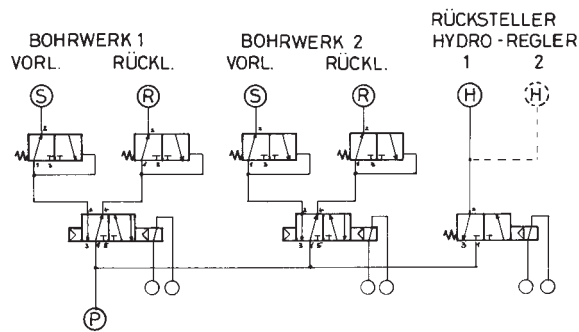 RÜCKSTELLER
BOHRWERK 1 BOHRWERK 2 HYDRO-REGLER
VORL. RÜCKL. VORL. RÜCKL. 1 2
S R S R H H
P